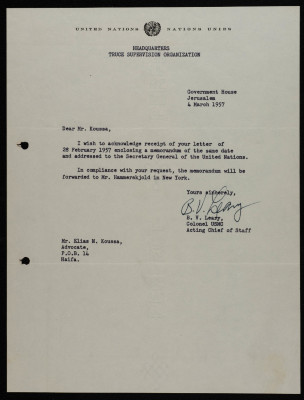 UNITED NATIONS NATIONS UNIES
HEADQUARTERS
TRUCE SUPERVISION ORGANIZATION
Government House
Jerusalem
4 March 1957
Dear Mr. Koussa,
I wish to acknowledge receipt of your letter of
28 February 1957 enclosing a memorandum of the same date
and addressed to the Secretary General of the United Nations.
In compliance with your request, the memorandum will be
forwarded to Mr. Hammarskjold in New York.
Yours sincerely,
B.V. Leary
B. V. Leary,
Colonel USMC
Acting Chief of Staff
Mr. Elias N. Koussa,
Advocate,
P.O.B. 14
Haifa.